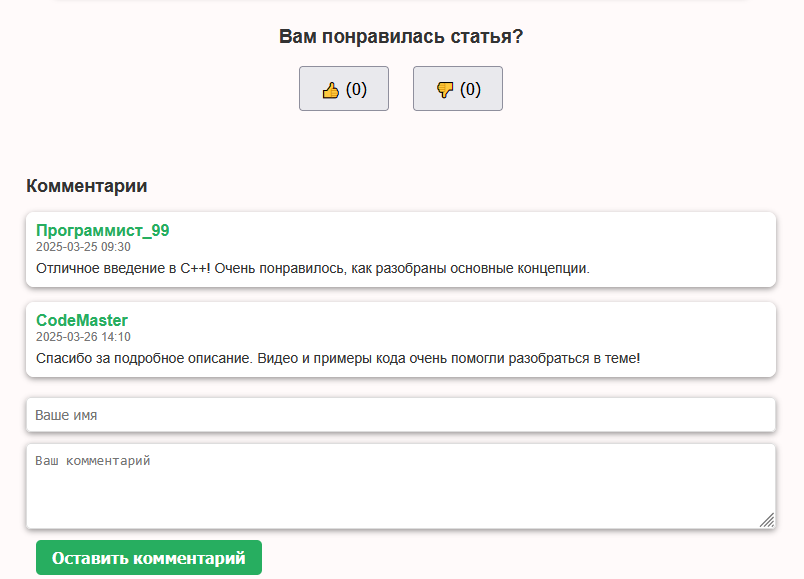 Вам понравилась статья?
👍 (0) 👎 (0)
Комментарии
Программист_99
2025-03-25 09:30
Отличное введение в C++! Очень понравилось, как разобраны основные концепции.
CodeMaster
2025-03-26 14:10
Спасибо за подробное описание. Видео и примеры кода очень помогли разобраться в теме!
Ваше имя
Ваш комментарий
Оставить комментарий